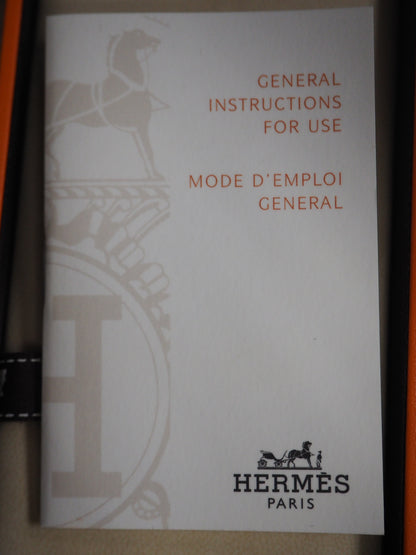 GENERAL
INSTRUCTIONS
FOR USE
MODE D'EMPLOI
GENERAL
H
HERMÈS
PARIS